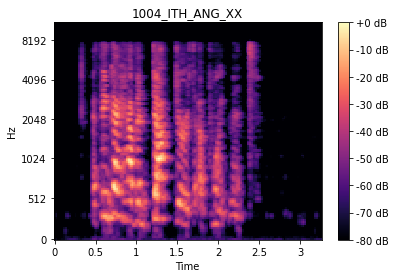 1004_ITH_ANG_XX
Hz
8192
4096
2048
1024
512
0
0 0.5 1 1.5 2 2.5 3
Time
+0 dB
-10 dB
-20 dB
-30 dB
-40 dB
-50 dB
-60 dB
-70 dB
-80 dB